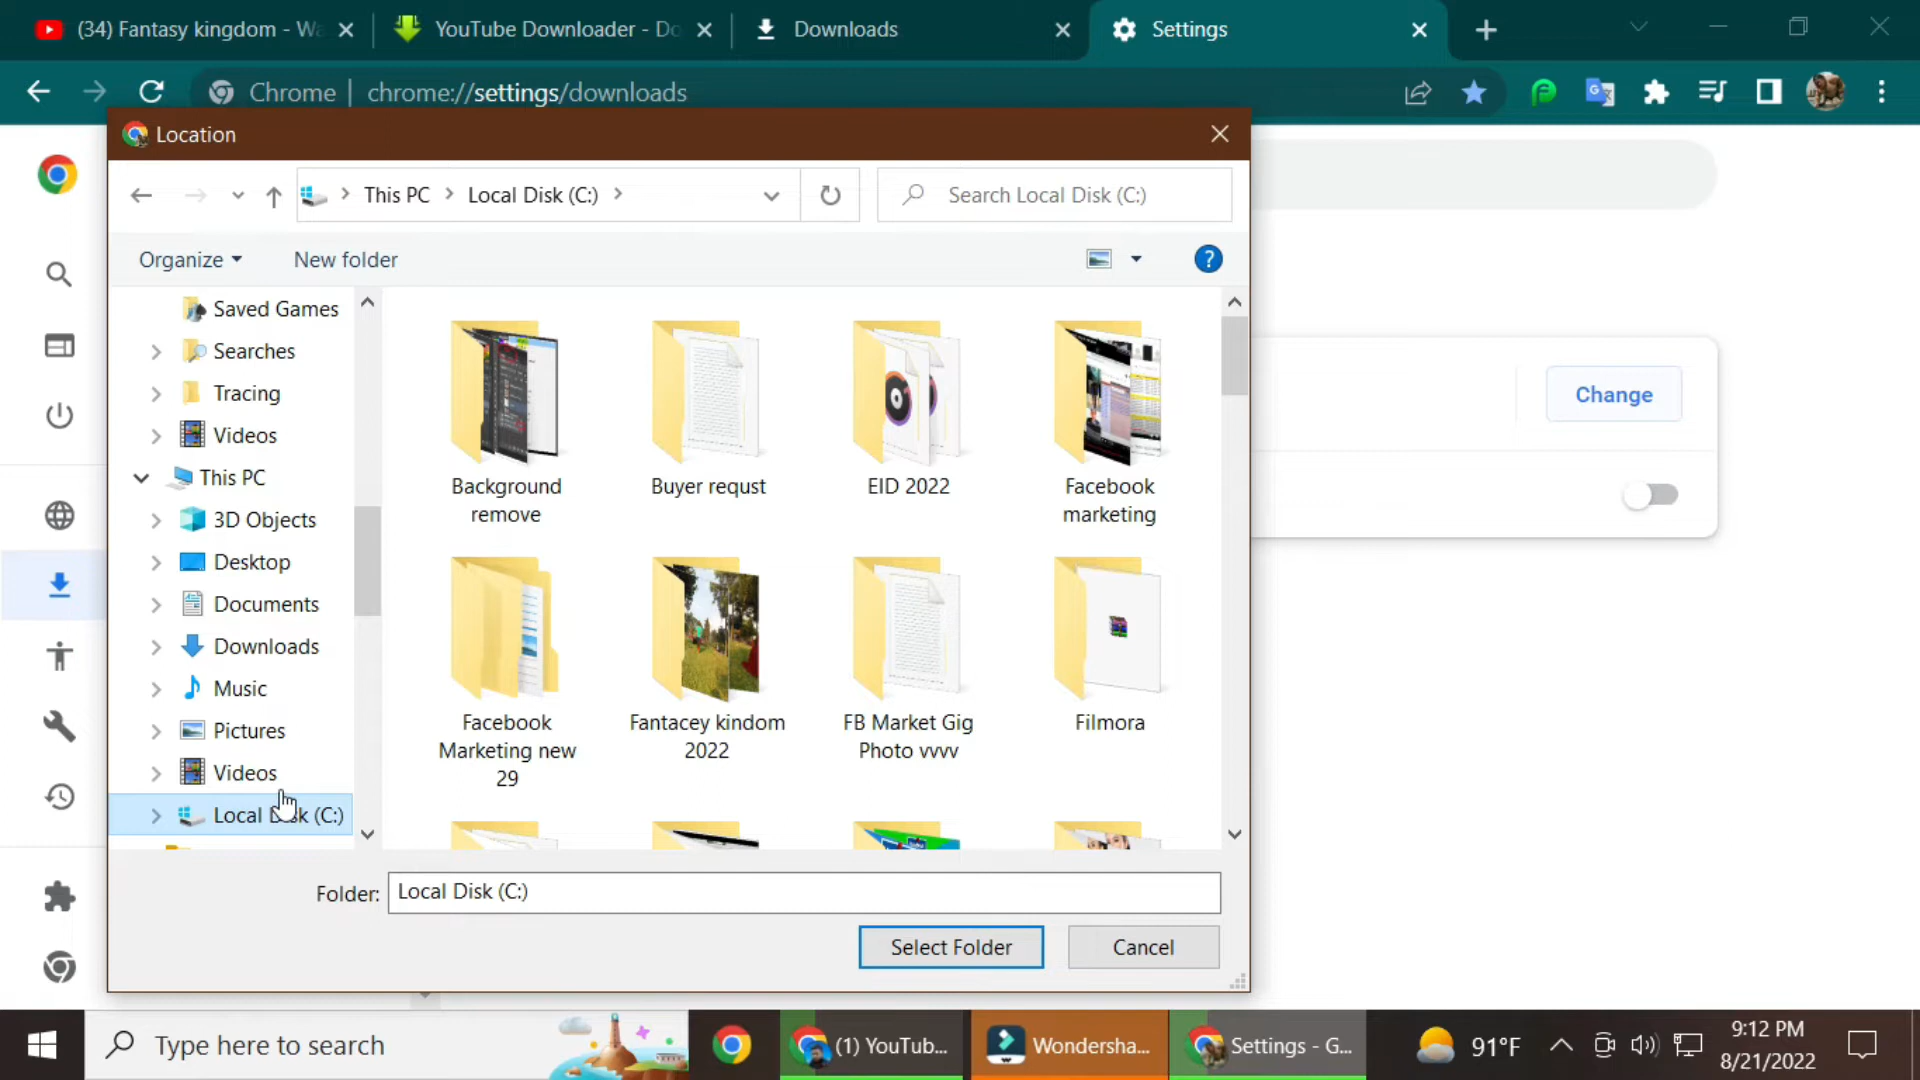 (34) Fantasy kingdom - Wa
YouTube Downloader - Do
Downloads
Settings
Chrome | chrome://settings/downloads
Location
This PC
Local Disk (C:)
Search Local Disk (C:)
Organize
New folder
?
Saved Games
Searches
Tracing
Videos
This PC
3D Objects
Desktop
Documents
Downloads
Music
Pictures
Videos
Local Disk (C:)
Background remove
Buyer requst
EID 2022
Facebook marketing
Facebook Marketing new 29
Fantacey kindom 2022
FB Market Gig Photo vvvv
Filmora
Change
Folder:
Local Disk (C:)
Select Folder
Cancel
Type here to search
(1) YouTub...
Wondersha...
Settings - G...
91°F
9:12 PM
8/21/2022